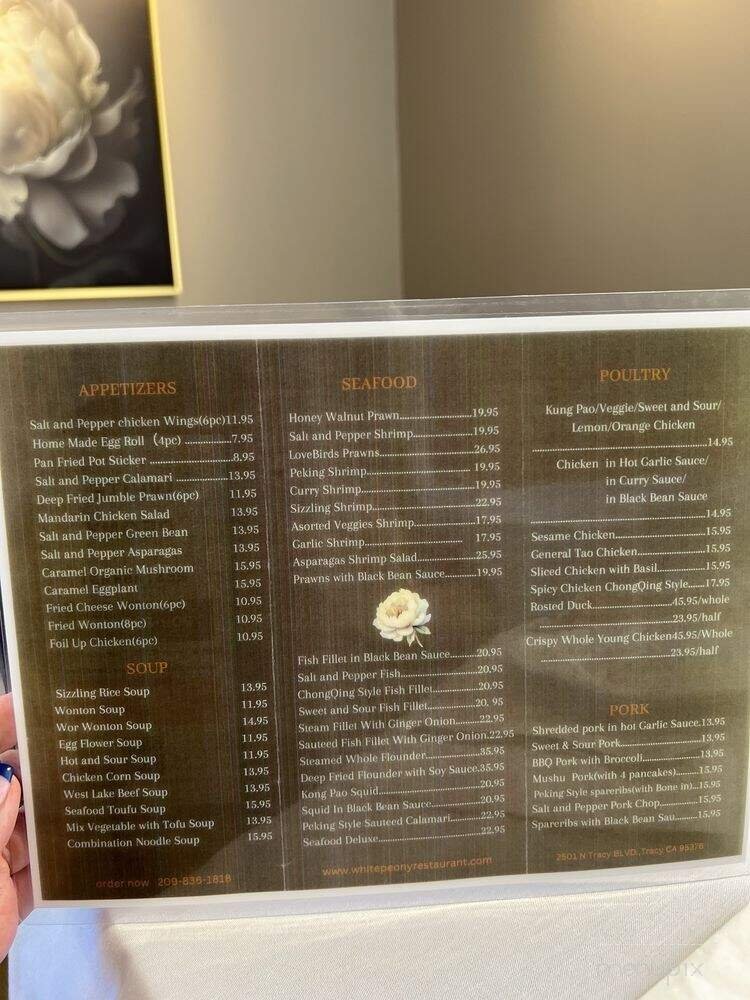 APPETIZERS
Salt and Pepper chicken Wings(6pc)11.95
Home Made Egg Roll (4pc) ..................7.95
Pan Fried Pot Sticker ....................8.95
Salt and Pepper Calamari ................13.95
Deep Fried Jumble Prawn(6pc) 11.95
Mandarin Chicken Salad 13.95
Salt and Pepper Green Bean 13.95
Salt and Pepper Asparagas 13.95
Caramel Organic Mushroom 15.95
Caramel Eggplant 15.95
Fried Cheese Wonton(6pc) 10.95
Fried Wonton(8pc) 10.95
Foil Up Chicken(6pc) 10.95
SOUP
Sizzling Rice Soup 13.95
Wonton Soup 11.95
Wor Wonton Soup 14.95
Egg Flower Soup 11.95
Hot and Sour Soup 11.95
Chicken Corn Soup 13.95
West Lake Beef Soup 13.95
Seafood Toufu Soup 15.95
Mix Vegetable with Tofu Soup 13.95
Combination Noodle Soup 15.95
order now 209-836-1818
SEAFOOD
Honey Walnut Prawn........................19.95
Salt and Pepper Shrimp...................19.95
LoveBirds Prawns...............................26.95
Peking Shrimp.................................... 19.95
Curry Shrimp.....................................19.95
Sizzling Shrimp..................................22.95
Asorted Veggies Shrimp....................17.95
Garlic Shrimp................................ 17.95
Asparagas Shrimp Salad...................25.95
Prawns with Black Bean Sauce..........19.95
Fish Fillet in Black Bean Sauce.........20.95
Salt and Pepper Fish.........................20.95
ChongQing Style Fish Fillet..............20.95
Sweet and Sour Fish Fillet................20. 95
Steam Fillet With Ginger Onion........22.95
Sauteed Fish Fillet With Ginger Onion.22.95
Steamed Whole Flounder..................35.95
Deep Fried Flounder with Soy Sauce.35.95
Kong Pao Squid.................................20.95
Squid In Black Bean Sauce................20.95
Peking Style Sauteed Calamari..........22.95
Seafood Deluxe..................................22.95
www.whitepeonyrestaurant.com
POULTRY
Kung Pao/Veggie/Sweet and Sour/
Lemon/Orange Chicken
..........................................................14.95
Chicken in Hot Garlic Sauce/
in Curry Sauce/
in Black Bean Sauce
..........................................................14.95
Sesame Chicken..............................15.95
General Tao Chicken.......................15.95
Sliced Chicken with Basil................15.95
Spicy Chicken ChongQing Style......17.95
Rosted Duck..........................45.95/whole
............................................23.95/half
Crispy Whole Young Chicken45.95/Whole
............................................23.95/half
PORK
Shredded pork in hot Garlic Sauce.13.95
Sweet & Sour Pork...........................13.95
BBQ Pork with Broccoli...................13.95
Mushu Pork(with 4 pancakes).......15.95
Peking Style spareribs(with Bone in)..15.95
Salt and Pepper Pork Chop.............15.95
Spareribs with Black Bean Sau......15.95
2501 N Tracy BLVD.,Tracy CA 95376
menupix